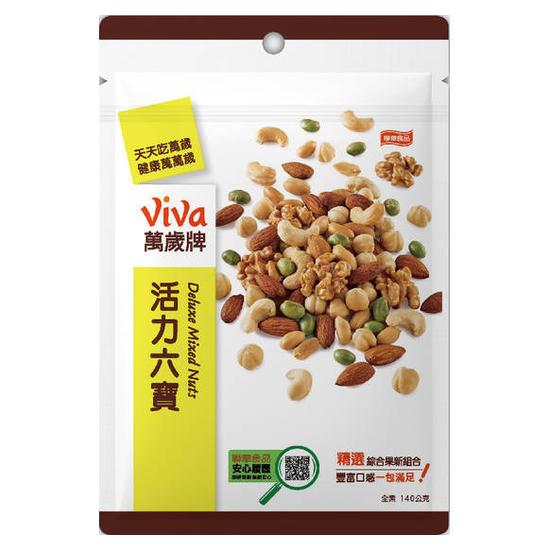 天天吃萬歲
健康萬萬歲
聯華食品
Viva
萬歲牌
活力六寶
Deluxe Mixed Nuts
聯華食品
安心履歷
精選 綜合果新組合
豐富口感一包滿足!
全素 140公克